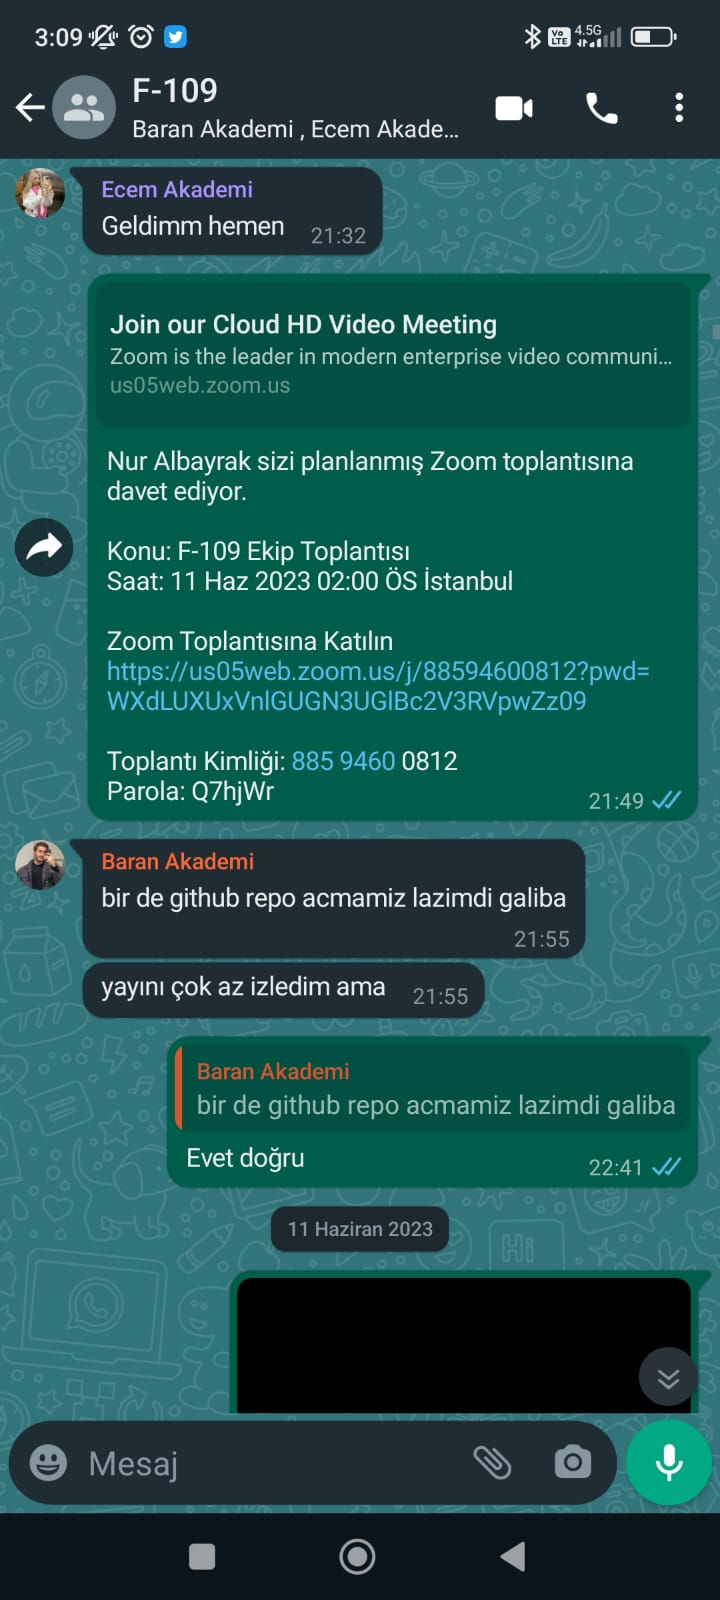 3:09
Vo LTE 4.5G
F-109
Baran Akademi , Ecem Akade...
Ecem Akademi
Geldimm hemen 21:32
Join our Cloud HD Video Meeting
Zoom is the leader in modern enterprise video communi...
us05web.zoom.us
Nur Albayrak sizi planlanmış Zoom toplantısına
davet ediyor.
Konu: F-109 Ekip Toplantısı
Saat: 11 Haz 2023 02:00 ÖS İstanbul
Zoom Toplantısına Katılın
https://us05web.zoom.us/j/88594600812?pwd=
WXdLUXUxVnlGUGN3UGlBc2V3RVpwZz09
Toplantı Kimliği: 885 9460 0812
Parola: Q7hjWr
21:49
Baran Akademi
bir de github repo acmamiz lazimdi galiba
21:55
yayını çok az izledim ama 21:55
Baran Akademi
bir de github repo acmamiz lazimdi galiba
Evet doğru
22:41
11 Haziran 2023
Mesaj